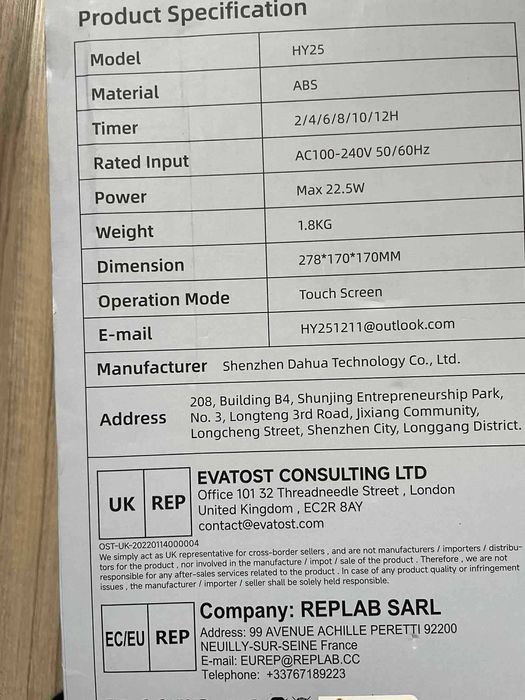 Product Specification
Model HY25
Material ABS
Timer 2/4/6/8/10/12H
Rated Input AC100-240V 50/60Hz
Power Max 22.5W
Weight 1.8KG
Dimension 278*170*170MM
Operation Mode Touch Screen
E-mail HY251211@outlook.com
Manufacturer Shenzhen Dahua Technology Co., Ltd.
Address 208, Building B4, Shunjing Entrepreneurship Park,
No. 3, Longteng 3rd Road, Jixiang Community,
Longcheng Street, Shenzhen City, Longgang District.
UK REP
EVATOST CONSULTING LTD
Office 101 32 Threadneedle Street , London
United Kingdom , EC2R 8AY
contact@evatost.com
OST-UK-20220114000004
We simply act as UK representative for cross-border sellers , and are not manufacturers / importers / distribu-
tors for the product , nor involved in the manufacture / impot / sale of the product . Therefore , we are not
responsible for any after-sales services related to the product . In case of any product quality or infringement
issues , the manufacturer / importer / seller shall be solely held responsible.
EC/EU REP
Company: REPLAB SARL
Address: 99 AVENUE ACHILLE PERETTI 92200
NEUILLY-SUR-SEINE France
E-mail: EUREP@REPLAB.CC
Telephone: +33767189223